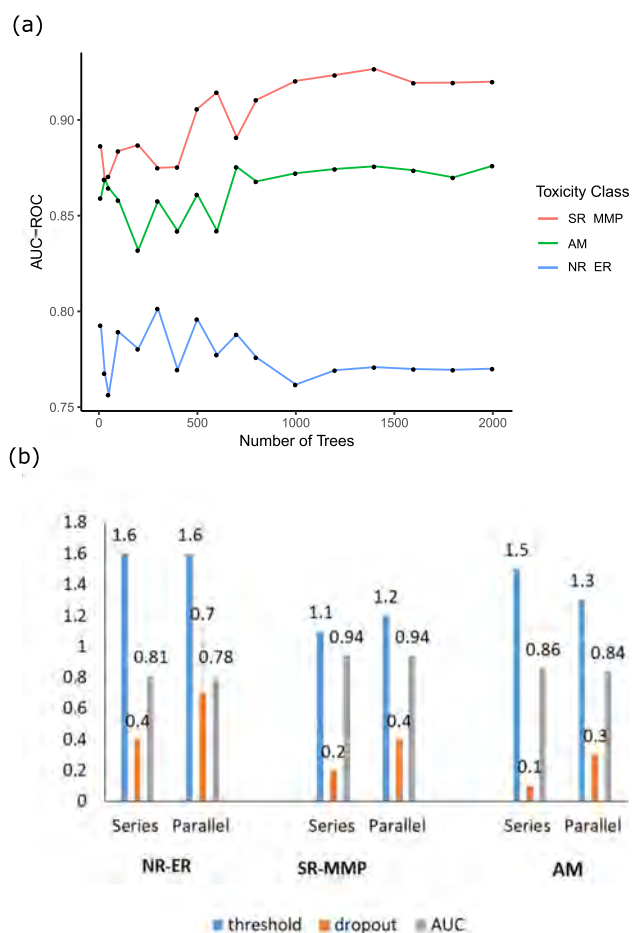 (a)
0.90
0.85
0.80
0.75
AUC−ROC
0 500 1000 1500 2000
Number of Trees
Toxicity Class
SR MMP
AM
NR ER
(b)
1.8
1.6
1.4
1.2
1
0.8
0.6
0.4
0.2
0
1.6 0.4 0.81 1.6 0.7 0.78
1.1 0.2 0.94 1.2 0.4 0.94
1.5 0.1 0.86 1.3 0.3 0.84
Series Parallel Series Parallel Series Parallel
NR-ER SR-MMP AM
threshold dropout AUC